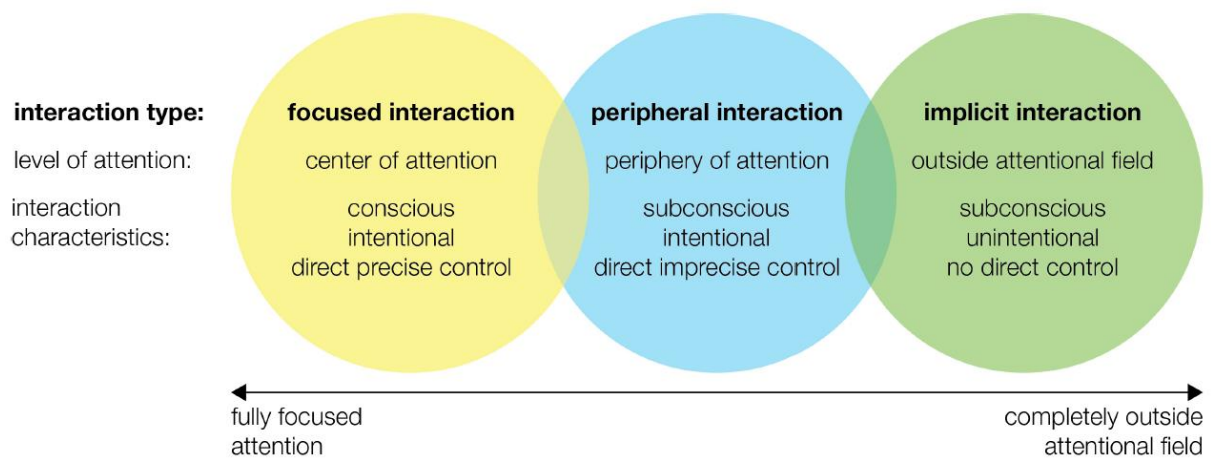 interaction type: focused interaction peripheral interaction implicit interaction
level of attention: center of attention periphery of attention outside attentional field
interaction conscious subconscious subconscious
characteristics: intentional intentional unintentional
direct precise control direct imprecise control no direct control
fully focused completely outside
attention attentional field